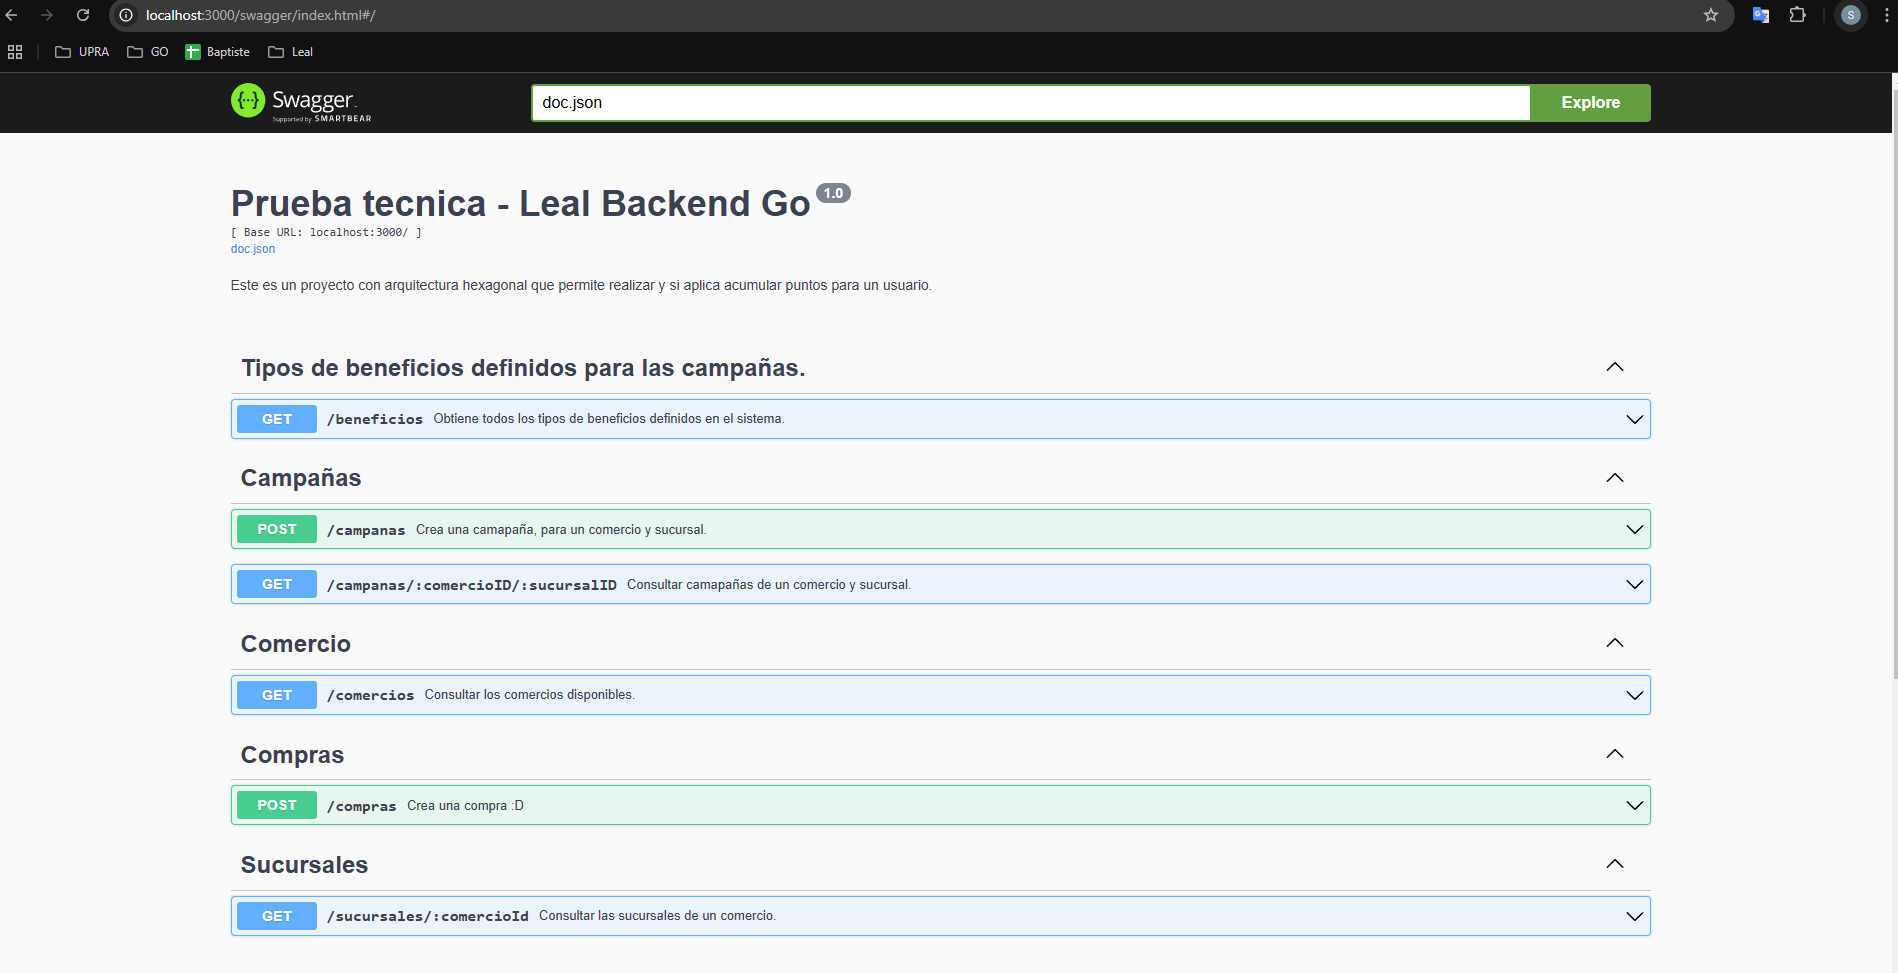 localhost:3000/swagger/index.html#/
S
UPRA GO Baptiste Leal
Swagger
Supported by SMARTBEAR
doc.json Explore
Prueba tecnica - Leal Backend Go 1.0
[ Base URL: localhost:3000/ ]
doc.json
Este es un proyecto con arquitectura hexagonal que permite realizar y si aplica acumular puntos para un usuario.
Tipos de beneficios definidos para las campañas.
GET /beneficios Obtiene todos los tipos de beneficios definidos en el sistema.
Campañas
POST /campanas Crea una camapaña, para un comercio y sucursal.
GET /campanas/:comercioID/:sucursalID Consultar camapañas de un comercio y sucursal.
Comercio
GET /comercios Consultar los comercios disponibles.
Compras
POST /compras Crea una compra :D
Sucursales
GET /sucursales/:comercioId Consultar las sucursales de un comercio.